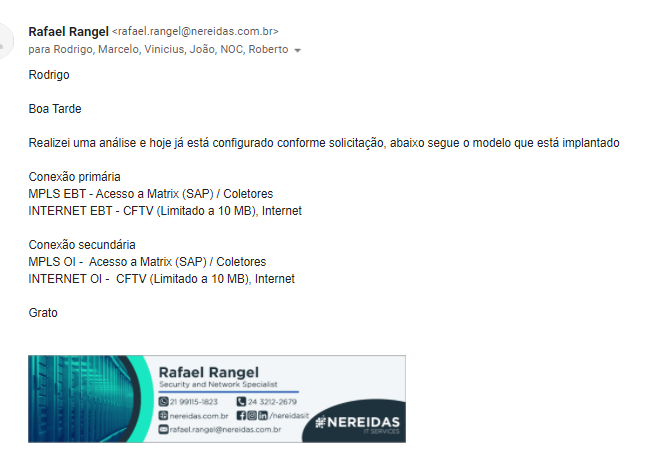 Rafael Rangel <rafael.rangel@nereidas.com.br>
para Rodrigo, Marcelo, Vinicius, João, NOC, Roberto
Rodrigo
Boa Tarde
Realizei uma análise e hoje já está configurado conforme solicitação, abaixo segue o modelo que está implantado
Conexão primária
MPLS EBT - Acesso a Matrix (SAP) / Coletores
INTERNET EBT - CFTV (Limitado a 10 MB), Internet
Conexão secundária
MPLS OI -  Acesso a Matrix (SAP) / Coletores
INTERNET OI -  CFTV (Limitado a 10 MB), Internet
Grato
Rafael Rangel
Security and Network Specialist
21 99115-1823 24 3212-2679
nereidas.com.br /nereidasit
rafael.rangel@nereidas.com.br
#NEREIDAS
IT SERVICES